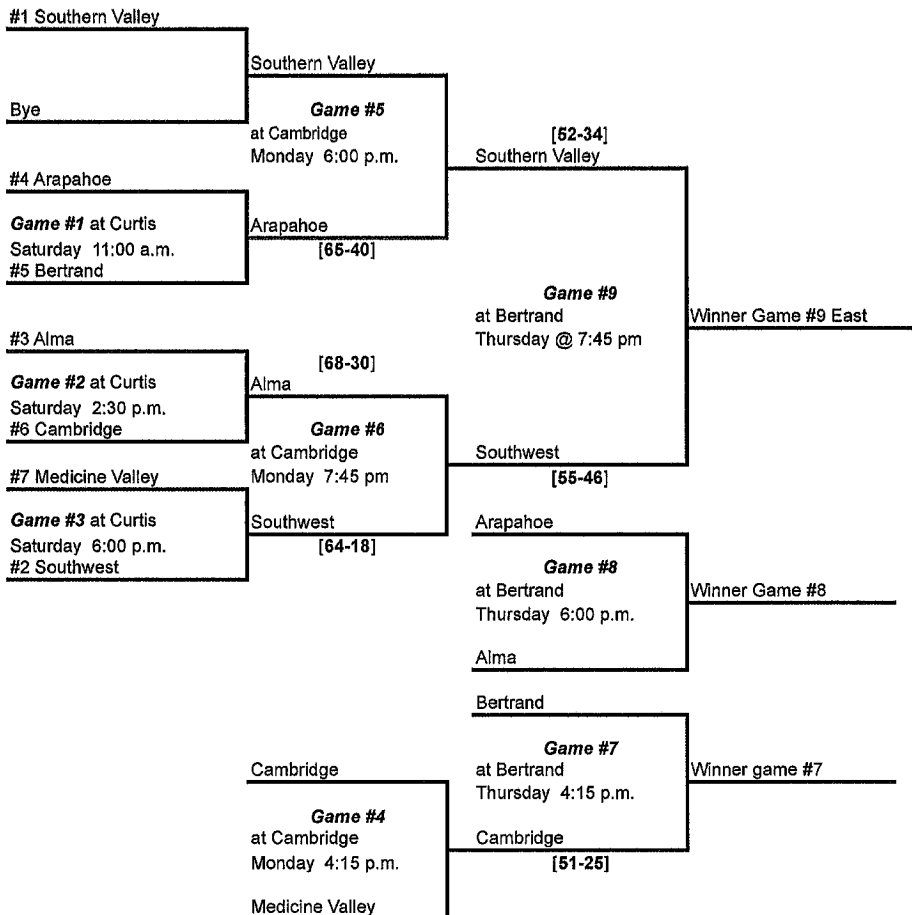 #1 Southern Valley
Southern Valley
Bye
Game #5
at Cambridge
Monday 6:00 p.m.
[52-34]
Southern Valley
#4 Arapahoe
Game #1 at Curtis
Saturday 11:00 a.m.
#5 Bertrand
Arapahoe
[65-40]
Game #9
at Bertrand
Thursday @ 7:45 pm
Winner Game #9 East
#3 Alma
[68-30]
Alma
Game #2 at Curtis
Saturday 2:30 p.m.
#6 Cambridge
Game #6
at Cambridge
Monday 7:45 pm
Southwest
[55-46]
#7 Medicine Valley
Game #3 at Curtis
Saturday 6:00 p.m.
#2 Southwest
Southwest
[64-18]
Arapahoe
Game #8
at Bertrand
Thursday 6:00 p.m.
Winner Game #8
Alma
Bertrand
Game #7
at Bertrand
Thursday 4:15 p.m.
Winner game #7
Cambridge
Game #4
at Cambridge
Monday 4:15 p.m.
Cambridge
[51-25]
Medicine Valley